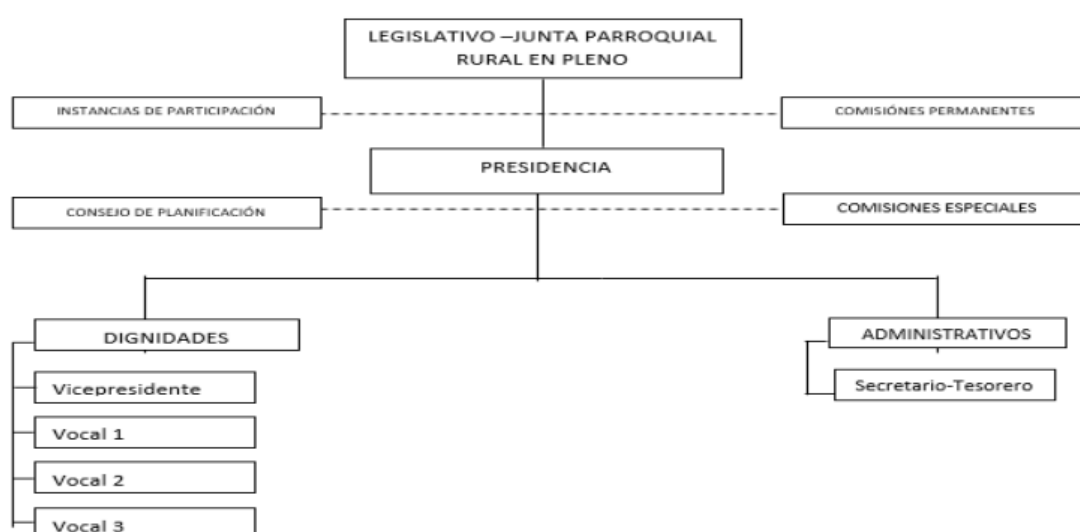 LEGISLATIVO –JUNTA PARROQUIAL
RURAL EN PLENO
INSTANCIAS DE PARTICIPACIÓN
COMISIÓNES PERMANENTES
PRESIDENCIA
CONSEJO DE PLANIFICACIÓN
COMISIONES ESPECIALES
DIGNIDADES
ADMINISTRATIVOS
Vicepresidente
Secretario-Tesorero
Vocal 1
Vocal 2
Vocal 3